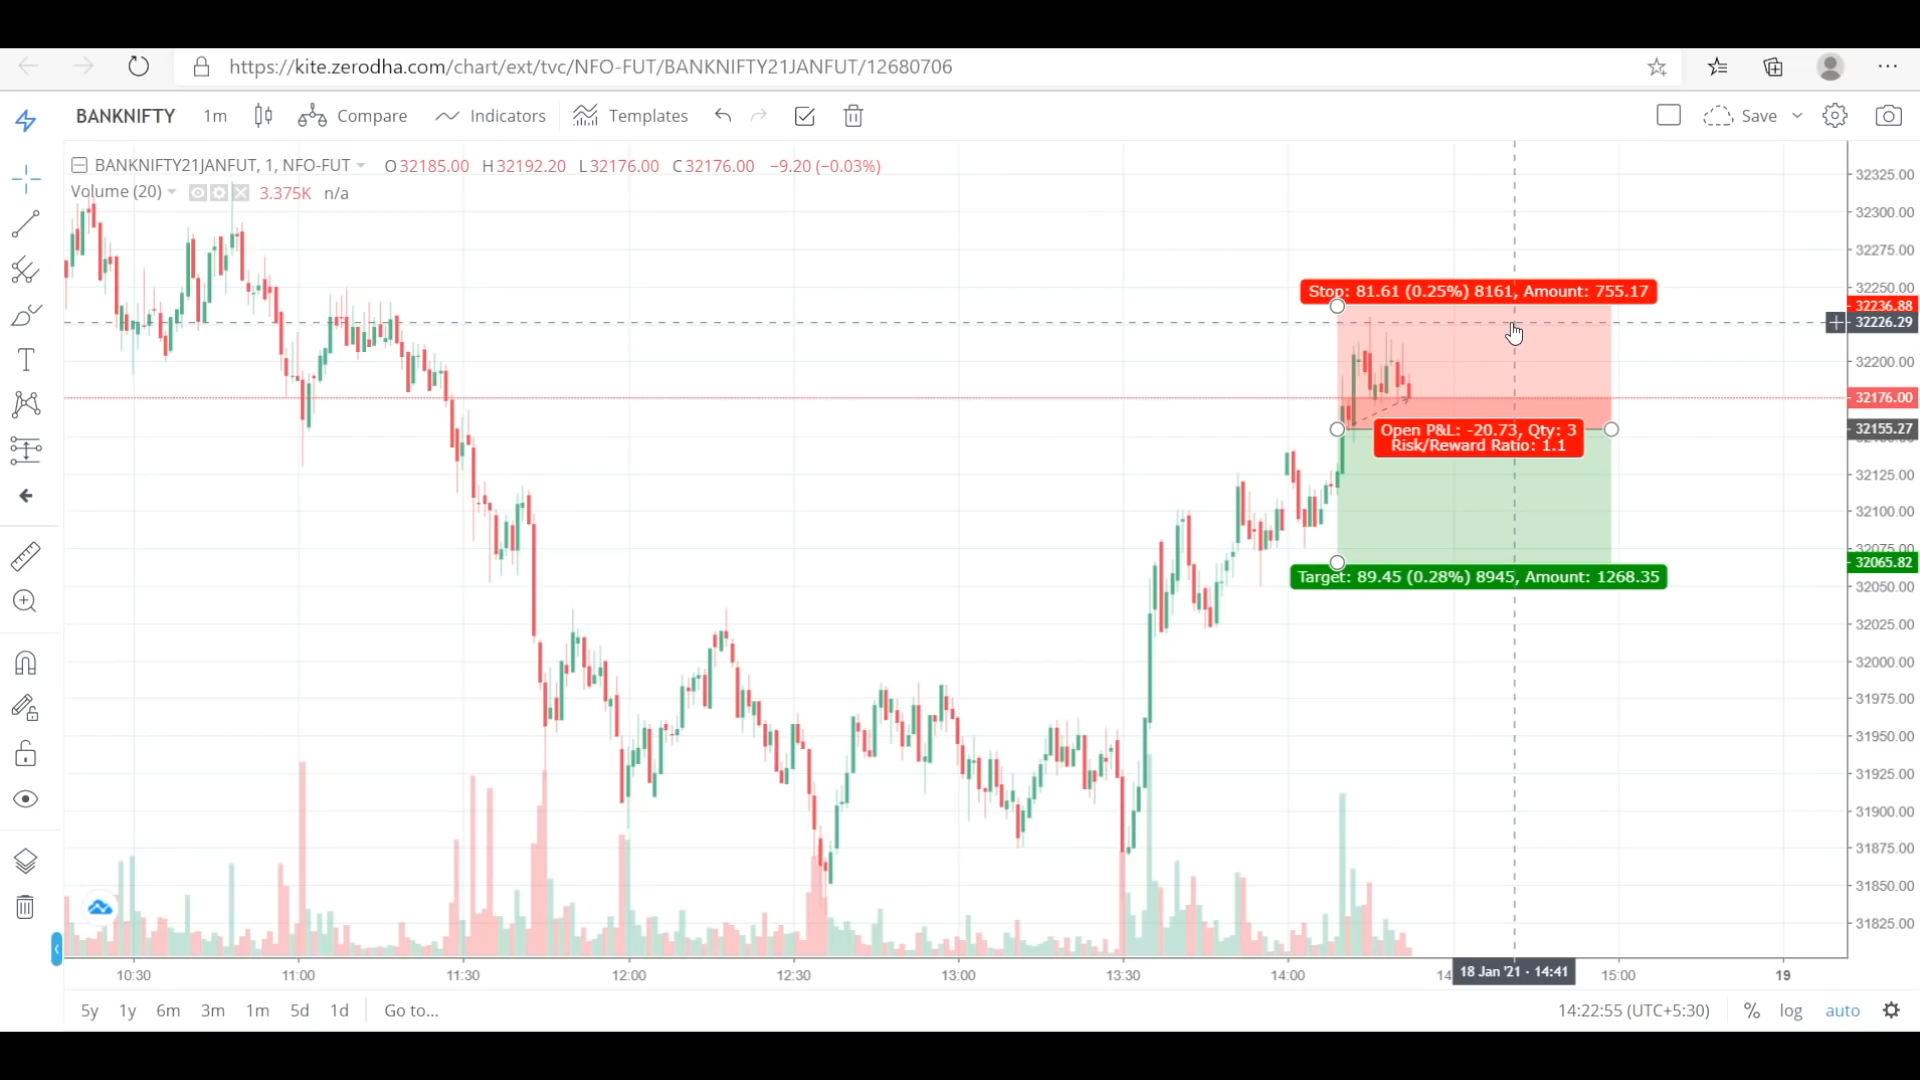 https://kite.zerodha.com/chart/ext/tvc/NFO-FUT/BANKNIFTY21JANFUT/12680706
BANKNIFTY 1m Compare Indicators Templates Save
BANKNIFTY21JANFUT, 1, NFO-FUT O32185.00 H32192.20 L32176.00 C32176.00 −9.20 (−0.03%)
Volume (20) 3.375K n/a
32325.00
32300.00
32275.00
32250.00
Stop: 81.61 (0.25%) 8161, Amount: 755.17
32236.88
32226.29
32200.00
32176.00
32155.27
Open P&L: -20.73, Qty: 3
Risk/Reward Ratio: 1.1
32125.00
32100.00
32075.00
32065.82
Target: 89.45 (0.28%) 8945, Amount: 1268.35
32050.00
32025.00
32000.00
31975.00
31950.00
31925.00
31900.00
31875.00
31850.00
31825.00
10:30 11:00 11:30 12:00 12:30 13:00 13:30 14:00 14 18 Jan '21 · 14:41 15:00 19
5y 1y 6m 3m 1m 5d 1d Go to... 14:22:55 (UTC+5:30) % log auto